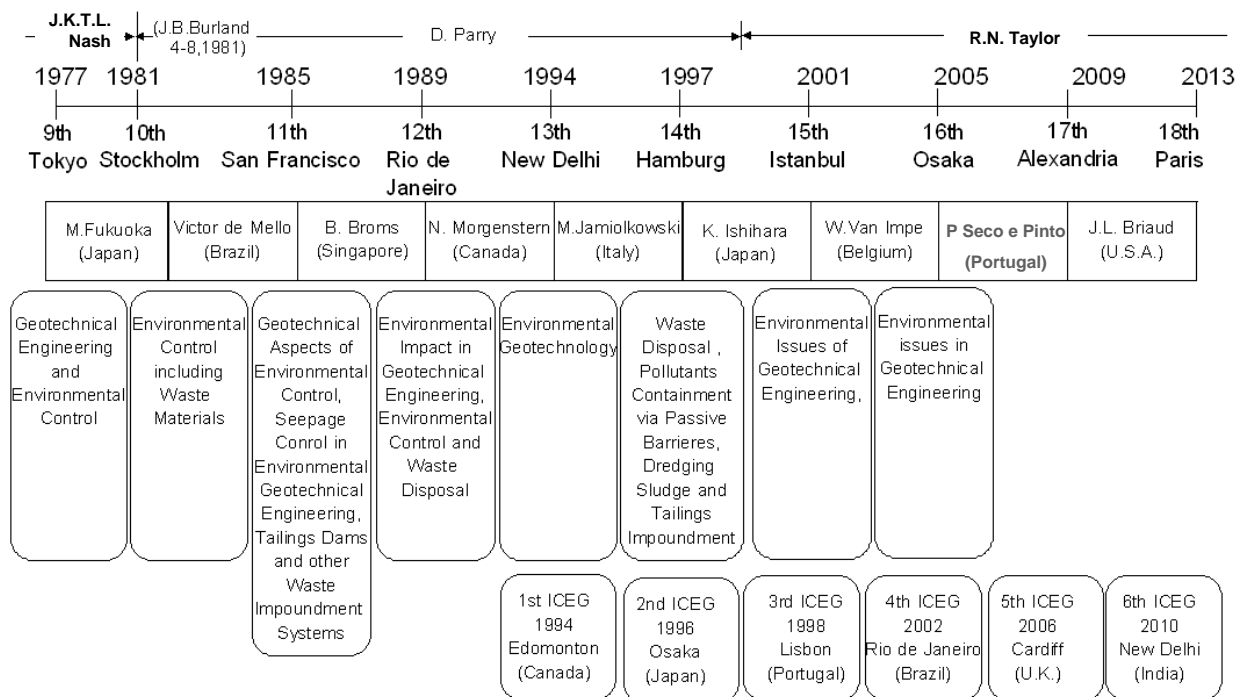 J.K.T.L.
Nash
(J.B.Burland
4-8,1981)
D. Parry
R.N. Taylor
1977
1981
1985
1989
1994
1997
2001
2005
2009
2013
9th
Tokyo
10th
Stockholm
11th
San Francisco
12th
Rio de
Janeiro
13th
New Delhi
14th
Hamburg
15th
Istanbul
16th
Osaka
17th
Alexandria
18th
Paris
M.Fukuoka
(Japan)
Victor de Mello
(Brazil)
B. Broms
(Singapore)
N. Morgenstern
(Canada)
M.Jamiolkowski
(Italy)
K. Ishihara
(Japan)
W.Van Impe
(Belgium)
P Seco e Pinto
(Portugal)
J.L. Briaud
(U.S.A.)
Geotechnical
Engineering
and
Environmental
Control
Environmental
Control
including
Waste
Materials
Geotechnical
Aspects of
Environmental
Control,
Seepage
Conrol in
Environmental
Geotechnical
Engineering,
Tailings Dams
and other
Waste
Impoundment
Systems
Environmental
Impact in
Geotechnical
Engineering,
Environmental
Control and
Waste
Disposal
Environmental
Geotechnology
Waste
Disposal ,
Pollutants
Containment
via Passive
Barrieres,
Dredging
Sludge and
Tailings
Impoundment
Environmental
Issues of
Geotechnical
Engineering,
Environmental
issues in
Geotechnical
Engineering
1st ICEG
1994
Edomonton
(Canada)
2nd ICEG
1996
Osaka
(Japan)
3rd ICEG
1998
Lisbon
(Portugal)
4th ICEG
2002
Rio de Janeiro
(Brazil)
5th ICEG
2006
Cardiff
(U.K.)
6th ICEG
2010
New Delhi
(India)